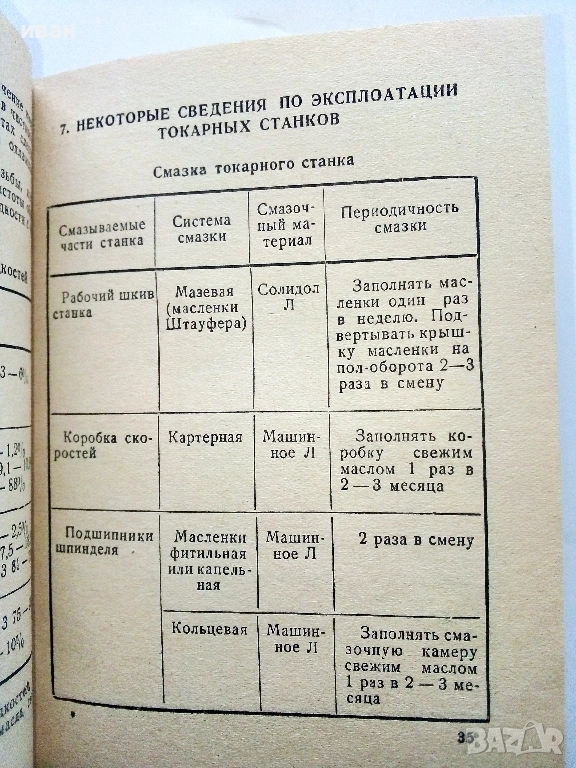 иван
7. НЕКОТОРЫЕ СВЕДЕНИЯ ПО ЭКСПЛОАТАЦИИ
ТОКАРНЫХ СТАНКОВ
Смазка токарного станка
Смазываемые
части станка
Система
смазки
Смазоч-
ный ма-
териал
Периодичность
смазки
Рабочий шкив
станка
Мазевая
(масленки
Штауфера)
Солидол
Л
Заполнять мас-
ленки один раз
в неделю. Под-
вертывать крыш-
ку масленки на
пол-оборота 2—3
раза в смену
Коробка ско-
ростей
Картерная
Машин-
ное Л
Заполнять ко-
робку свежим
маслом 1 раз в
2 — 3 месяца
Подшипники
шпинделя
Масленки
фитильная
или капель-
ная
Машин-
ное Л
2 раза в смену
Кольцевая
Машин-
ное Л
Заполнять сма-
зочную камеру
свежим маслом
1 раз в 2 — 3 ме-
сяца
35
BAZAR.BG